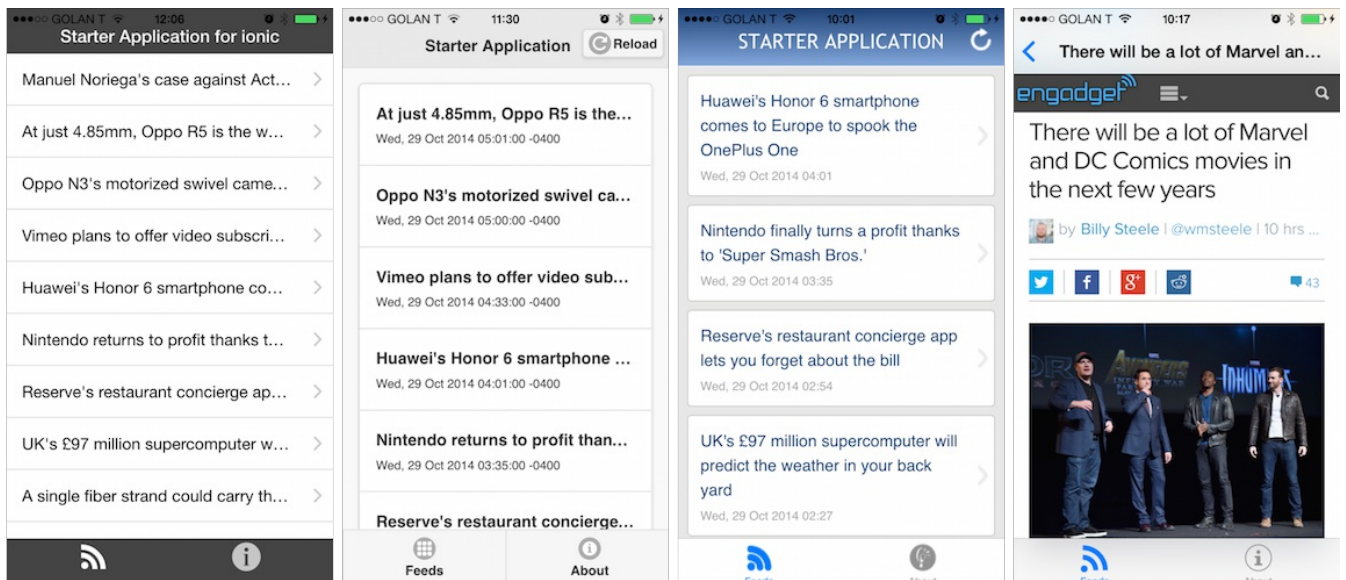 GOLAN T 12:06
Starter Application for ionic
Manuel Noriega's case against Act...
At just 4.85mm, Oppo R5 is the w...
Oppo N3's motorized swivel came...
Vimeo plans to offer video subscri...
Huawei's Honor 6 smartphone co...
Nintendo returns to profit thanks t...
Reserve's restaurant concierge ap...
UK's £97 million supercomputer w...
A single fiber strand could carry th...
GOLAN T 11:30
Starter Application
Reload
At just 4.85mm, Oppo R5 is the...
Wed, 29 Oct 2014 05:01:00 -0400
Oppo N3's motorized swivel ca...
Wed, 29 Oct 2014 05:00:00 -0400
Vimeo plans to offer video sub...
Wed, 29 Oct 2014 04:33:00 -0400
Huawei's Honor 6 smartphone ...
Wed, 29 Oct 2014 04:01:00 -0400
Nintendo returns to profit than...
Wed, 29 Oct 2014 03:35:00 -0400
Reserve's restaurant concierge...
Feeds About
GOLAN T 10:01
STARTER APPLICATION
Huawei's Honor 6 smartphone
comes to Europe to spook the
OnePlus One
Wed, 29 Oct 2014 04:01
Nintendo finally turns a profit thanks
to 'Super Smash Bros.'
Wed, 29 Oct 2014 03:35
Reserve's restaurant concierge app
lets you forget about the bill
Wed, 29 Oct 2014 02:54
UK's £97 million supercomputer will
predict the weather in your back
yard
Wed, 29 Oct 2014 02:27
GOLAN T 10:17
There will be a lot of Marvel an...
engadget
There will be a lot of Marvel
and DC Comics movies in
the next few years
by Billy Steele | @wmsteele | 10 hrs ...
43
AVENGERS
INFINITY WAR
INHUMANS